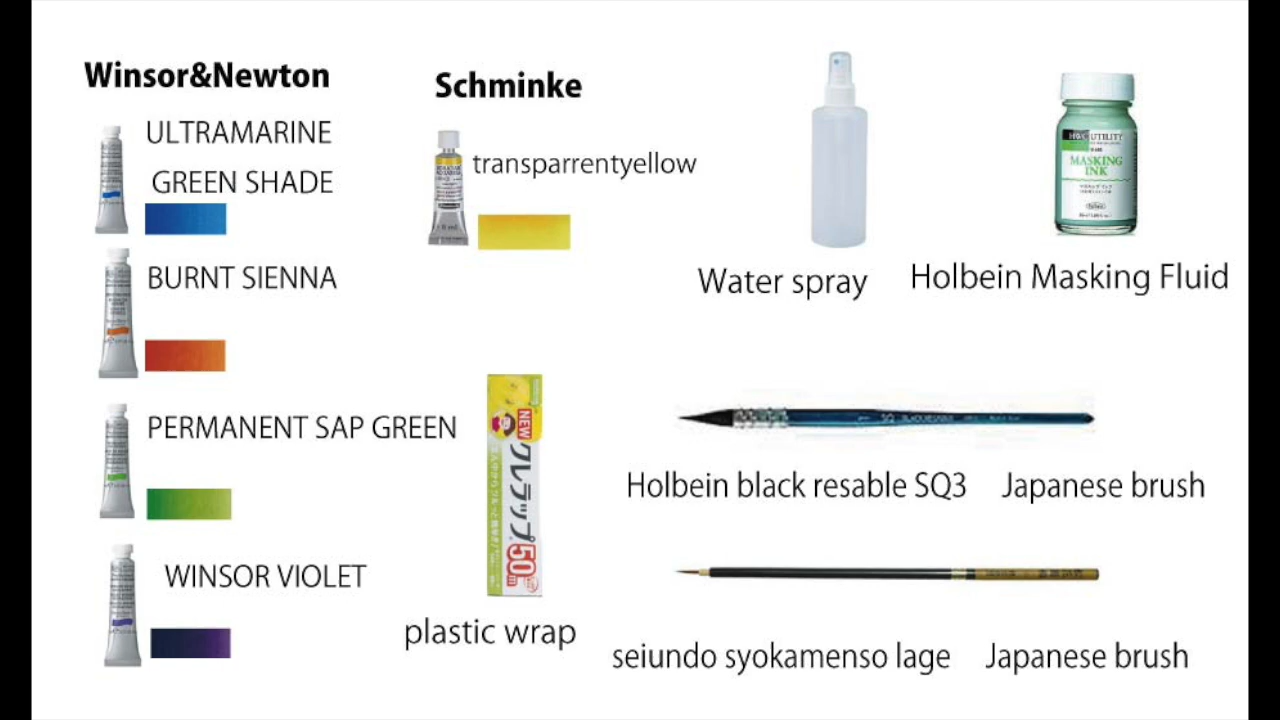 Winsor&Newton
ULTRAMARINE
GREEN SHADE
BURNT SIENNA
PERMANENT SAP GREEN
WINSOR VIOLET
Schminke
transparrentyellow
NEW
クレラップ
50m
plastic wrap
Water spray
UTILITY
MASKING
INK
Holbein Masking Fluid
Holbein black resable SQ3 Japanese brush
seiundo syokamenso lage Japanese brush